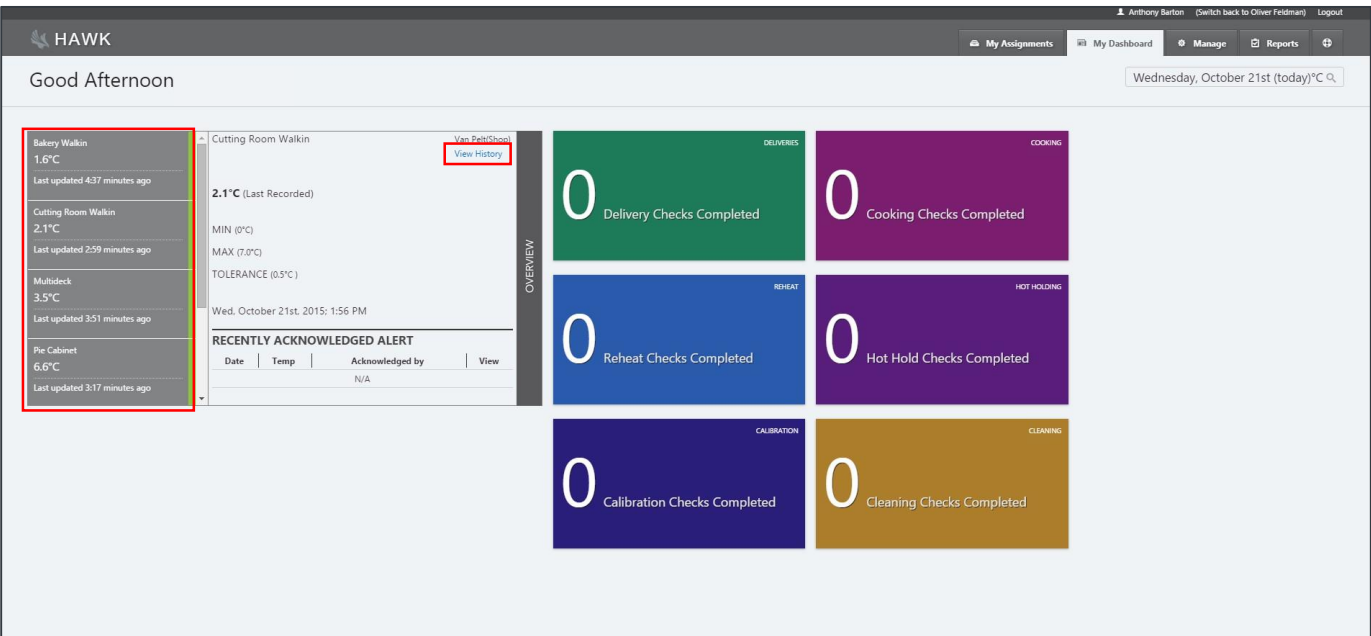 Anthony Barton (Switch back to Oliver Feldman) Logout
HAWK
My Assignments My Dashboard Manage Reports
Good Afternoon
Wednesday, October 21st (today)°C
Bakery Walkin
1.6°C
Last updated 4:37 minutes ago
Cutting Room Walkin
2.1°C
Last updated 2:59 minutes ago
Multideck
3.5°C
Last updated 3:51 minutes ago
Pie Cabinet
6.6°C
Last updated 3:17 minutes ago
Cutting Room Walkin Van Pelt(Shop)
View History
2.1°C (Last Recorded)
MIN (0°C)
MAX (7.0°C)
TOLERANCE (0.5°C )
Wed, October 21st, 2015; 1:56 PM
RECENTLY ACKNOWLEDGED ALERT
Date Temp Acknowledged by View
N/A
OVERVIEW
DELIVERIES
0 Delivery Checks Completed
COOKING
0 Cooking Checks Completed
REHEAT
0 Reheat Checks Completed
HOT HOLDING
0 Hot Hold Checks Completed
CALIBRATION
0 Calibration Checks Completed
CLEANING
0 Cleaning Checks Completed